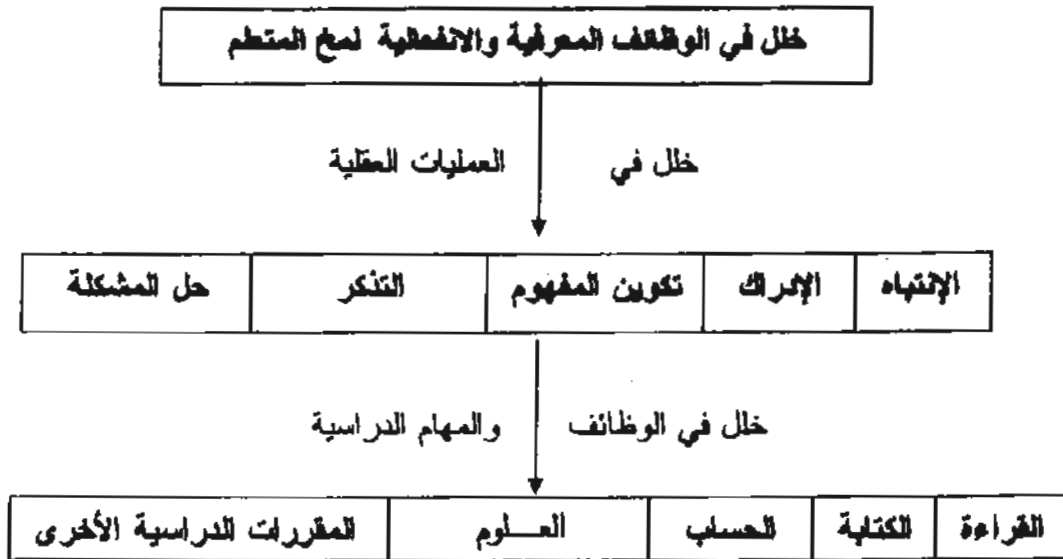 خلل في الوظائف المعرفية والانفعالية لمخ المتعلم
خلل في العمليات العقلية
الإنتباه الإدراك تكوين المفهوم التذكر حل المشكلة
خلل في الوظائف والمهام الدراسية
القراءة الكتابة الحساب العلوم المقررات الدراسية الأخرى